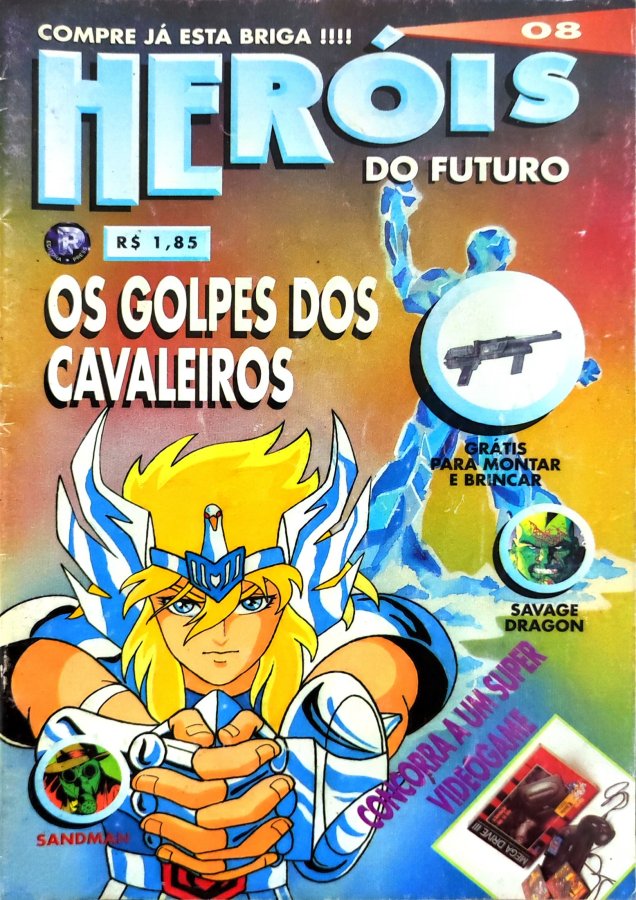 COMPRE JÁ ESTA BRIGA !!!!
08
HERÓIS
DO FUTURO
R$ 1,85
OS GOLPES DOS
CAVALEIROS
GRÁTIS
PARA MONTAR
E BRINCAR
SAVAGE
DRAGON
CONCORRA A UM SUPER
VIDEOGAME
SANDMAN
MEGA DRIVE III